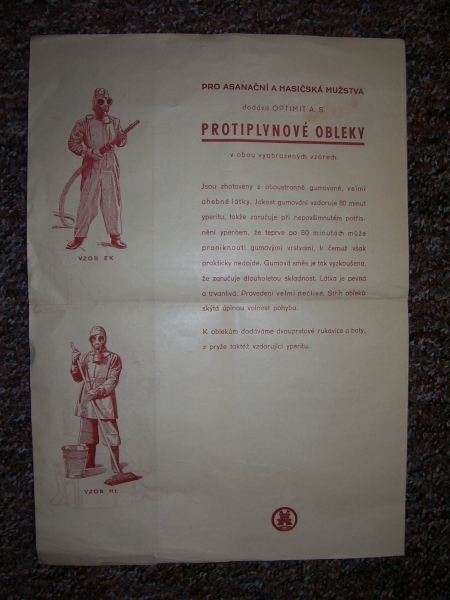 PRO ASANAČNÍ A HASIČSKÁ MUŽSTVA
dodává OPTIMIT A. S.
PROTIPLYNOVÉ OBLEKY
v obou vyobrazených vzorech.
Jsou zhotoveny z oboustranně gumované, velmi
ohebné látky. Jakost gumování vzdoruje 80 minut
yperitu, takže zaručuje při nepovšimnutém potřís-
nění yperitem, že teprve po 80 minutách může
proniknouti gumovými vrstvami, k čemuž však
prakticky nedojde. Gumová směs je tak vyzkoušená,
že zaručuje dlouholetou skladnost. Látka je pevná
a trvanlivá. Provedení velmi pečlivé. Střih obleků
skýtá úplnou volnost pohybu.
K oblekům dodáváme dvouprsté rukavice a boty,
z pryže taktéž vzdorující yperitu.
VZOR EK
VZOR HL